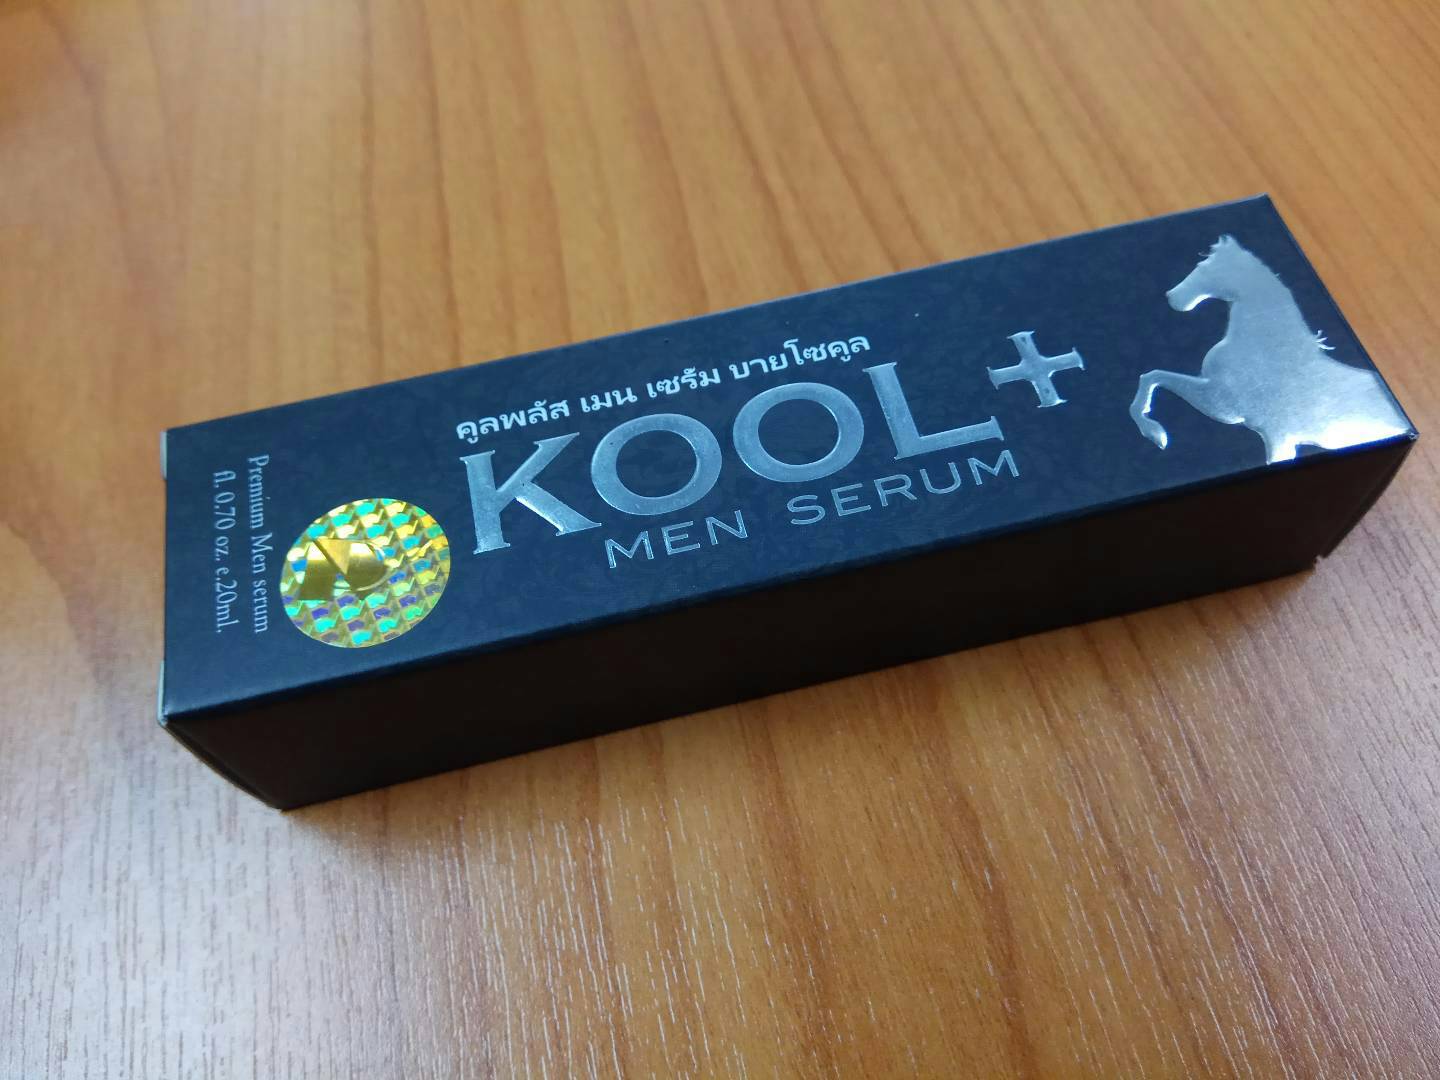 คูลพลัส เมน เซรั่ม บายโซคูล
KOOL+
MEN SERUM
Premium Men serum
fl. 0.70 oz. e.20ml.